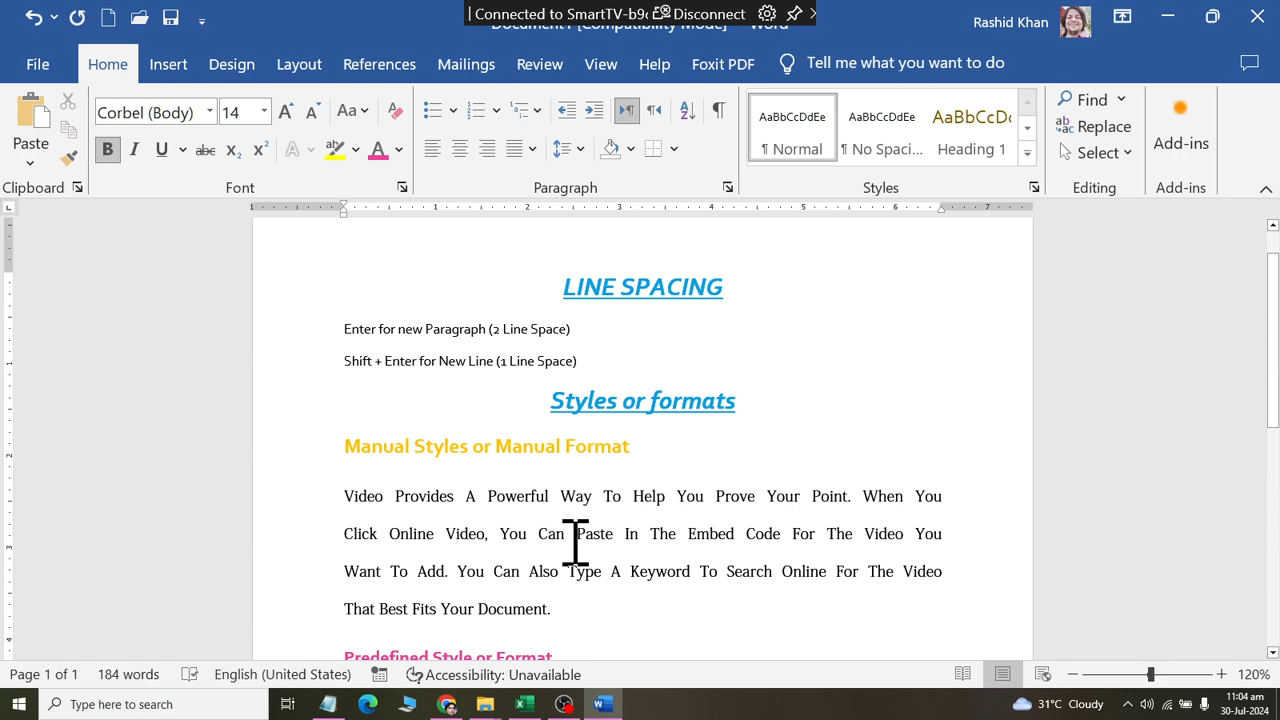 Connected to SmartTV-b9 Disconnect
Rashid Khan
File Home Insert Design Layout References Mailings Review View Help Foxit PDF Tell me what you want to do
Paste
Corbel (Body) 14
AaBbCcDdEe AaBbCcDdEe AaBbCcD
¶ Normal ¶ No Spaci... Heading 1
Find
Replace
Select
Add-ins
Clipboard Font Paragraph Styles Editing Add-ins
LINE SPACING
Enter for new Paragraph (2 Line Space)
Shift + Enter for New Line (1 Line Space)
Styles or formats
Manual Styles or Manual Format
Video Provides A Powerful Way To Help You Prove Your Point. When You
Click Online Video, You Can Paste In The Embed Code For The Video You
Want To Add. You Can Also Type A Keyword To Search Online For The Video
That Best Fits Your Document.
Predefined Style or Format
Page 1 of 1 184 words English (United States) Accessibility: Unavailable 120%
Type here to search
31°C Cloudy
11:04 am
30-Jul-2024